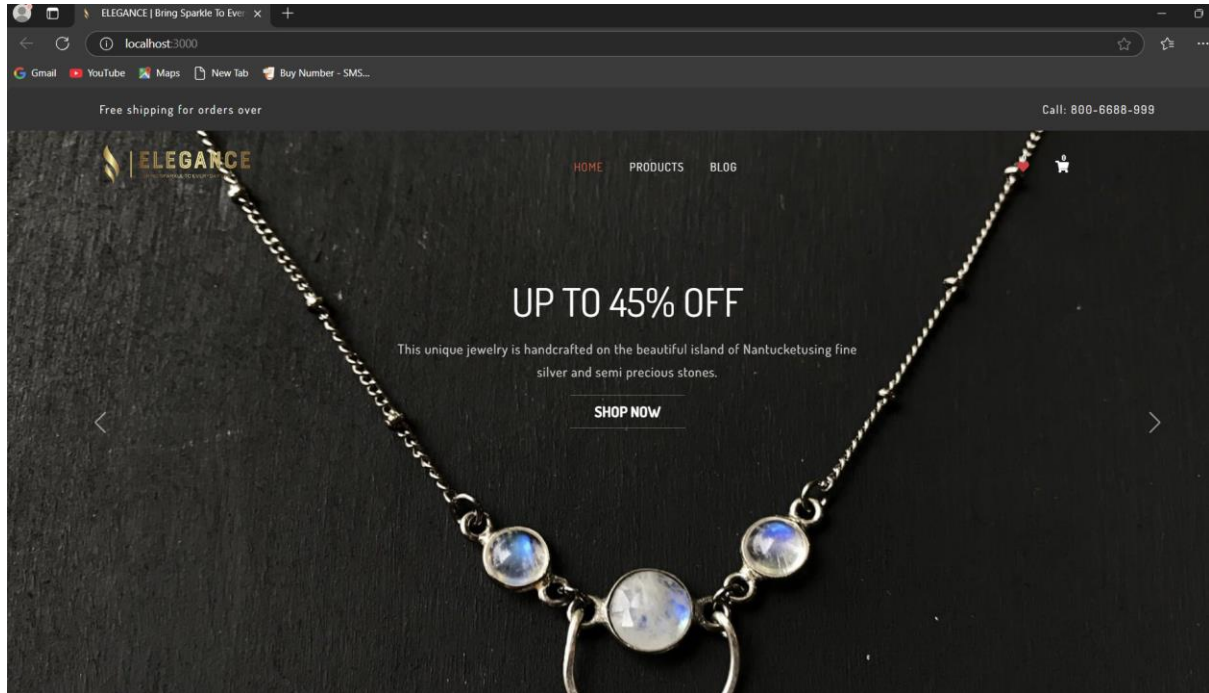 ELEGANCE | Bring Sparkle To Ever
localhost:3000
Gmail YouTube Maps New Tab Buy Number - SMS...
Free shipping for orders over
Call: 800-6688-999
ELEGANCE
HOME PRODUCTS BLOG
0
UP TO 45% OFF
This unique jewelry is handcrafted on the beautiful island of Nantucketusing fine
silver and semi precious stones.
SHOP NOW